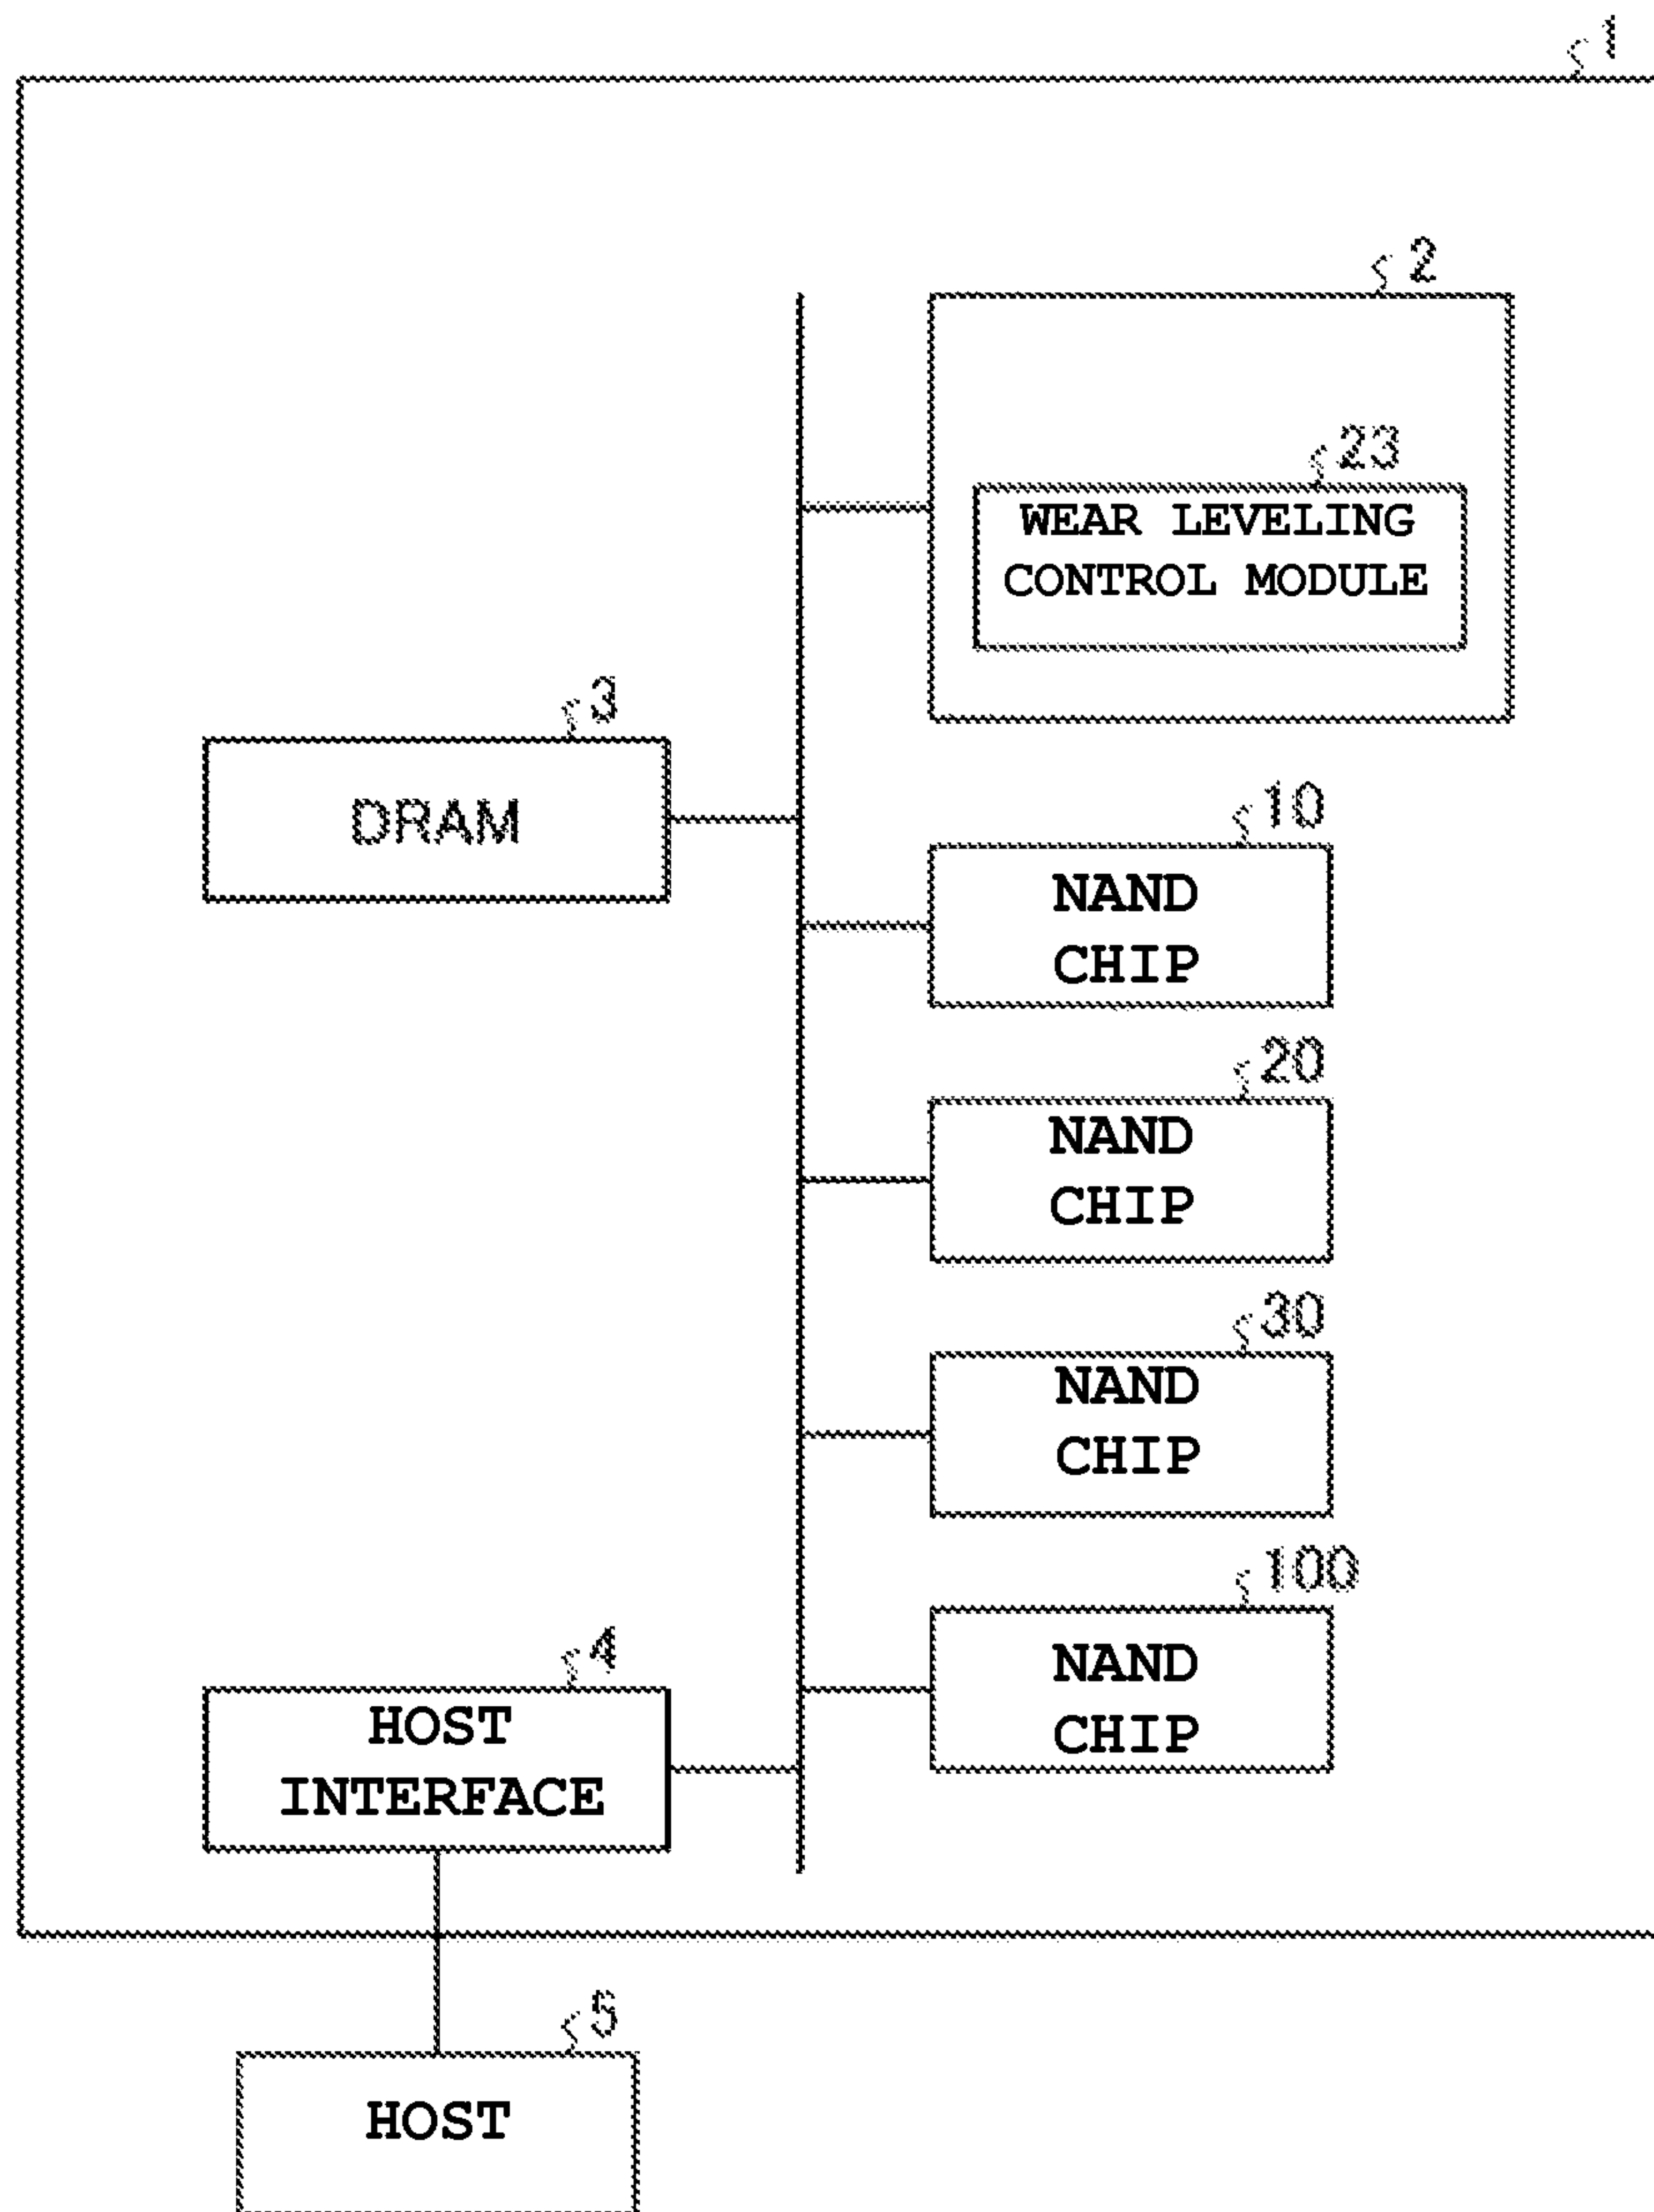 1
2
23
WEAR LEVELING
CONTROL MODULE
3
DRAM
10
NAND
CHIP
20
NAND
CHIP
30
NAND
CHIP
100
NAND
CHIP
4
HOST
INTERFACE
5
HOST